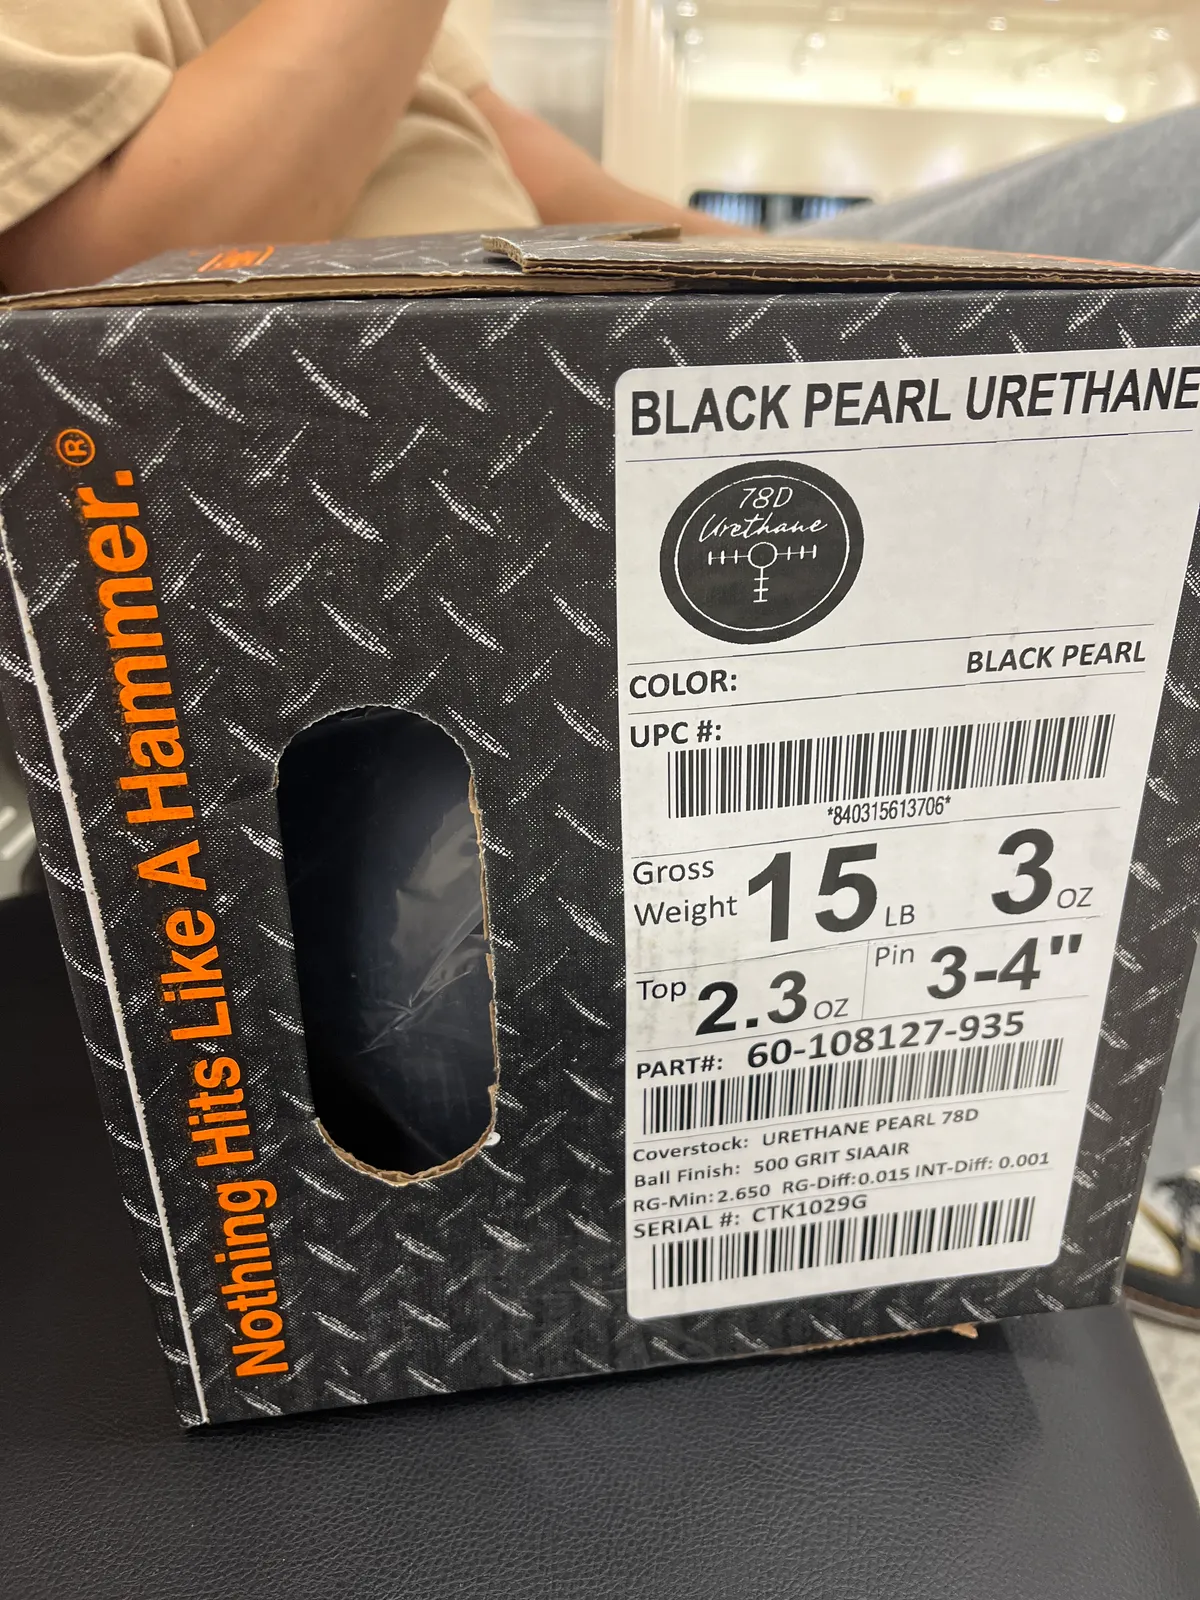 Nothing Hits Like A Hammer.®
BLACK PEARL URETHANE
78D
Urethane
COLOR: BLACK PEARL
UPC #:
*840315613706*
Gross Weight 15 LB 3 OZ
Top 2.3 OZ Pin 3-4"
PART#: 60-108127-935
Coverstock: URETHANE PEARL 78D
Ball Finish: 500 GRIT SIAAIR
RG-Min: 2.650 RG-Diff: 0.015 INT-Diff: 0.001
SERIAL #: CTK1029G